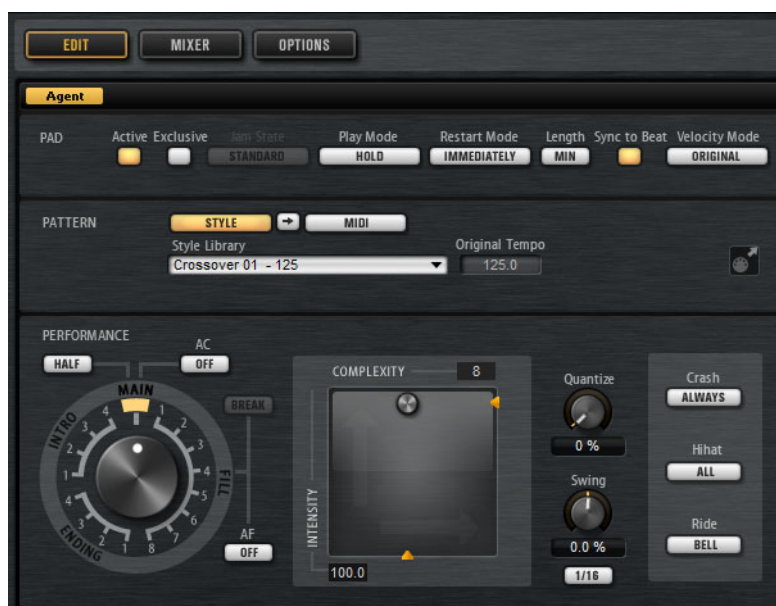 EDIT MIXER OPTIONS
Agent
PAD Active Exclusive Jam State Play Mode Restart Mode Length Sync to Beat Velocity Mode
STANDARD HOLD IMMEDIATELY MIN ORIGINAL
PATTERN STYLE MIDI
Style Library Original Tempo
Crossover 01 - 125 125.0
PERFORMANCE
AC
HALF OFF
MAIN
BREAK
INTRO
1 2 3 4
FILL
1 2 3 4 5 6 7 8
ENDING
1 2 3 4
AF
OFF
COMPLEXITY 8
INTENSITY
100.0
Quantize
0 %
Swing
0.0 %
1/16
Crash
ALWAYS
Hihat
ALL
Ride
BELL